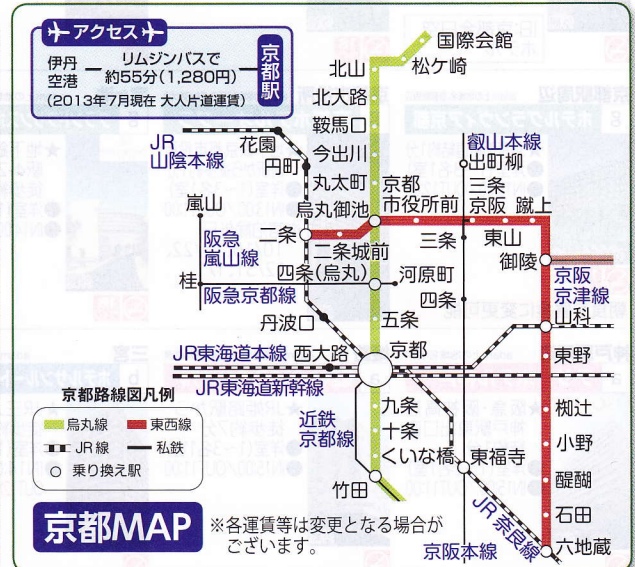 アクセス
伊丹空港
リムジンバスで
約55分(1,280円)
京都駅
(2013年7月現在 大人片道運賃)
国際会館
松ケ崎
北山
北大路
鞍馬口
今出川
丸太町
烏丸御池
京都
市役所前
JR
山陰本線
花園
円町
叡山本線
出町柳
三条
京阪
蹴上
嵐山
阪急
嵐山線
二条
二条城前
三条
東山
御陵
桂
四条(烏丸)
河原町
四条
阪急京都線
京阪
京津線
丹波口
五条
山科
JR東海道本線
西大路
京都
JR東海道新幹線
東野
京都路線図凡例
烏丸線
東西線
JR線
私鉄
乗り換え駅
近鉄
京都線
九条
十条
くいな橋
竹田
東福寺
椥辻
小野
醍醐
石田
六地蔵
JR奈良線
京阪本線
京都MAP
※各運賃等は変更となる場合が
ございます。